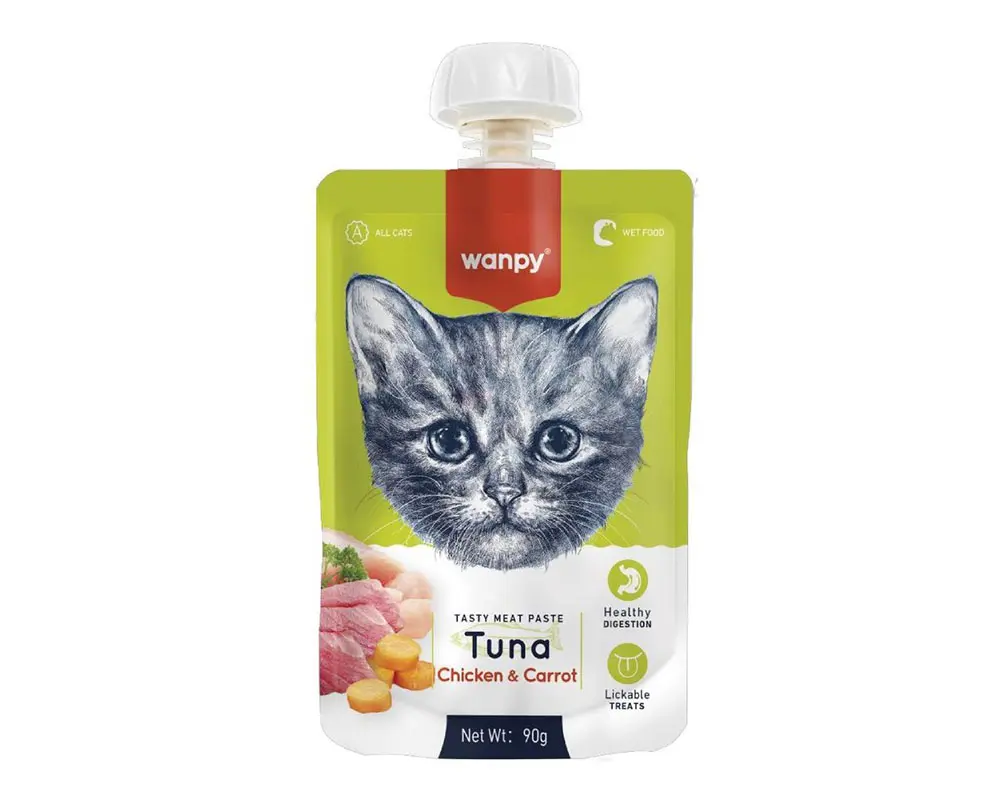 A ALL CATS
WET FOOD
wanpy®
TASTY MEAT PASTE
Tuna
Chicken & Carrot
Healthy
DIGESTION
Lickable
TREATS
Net Wt: 90g